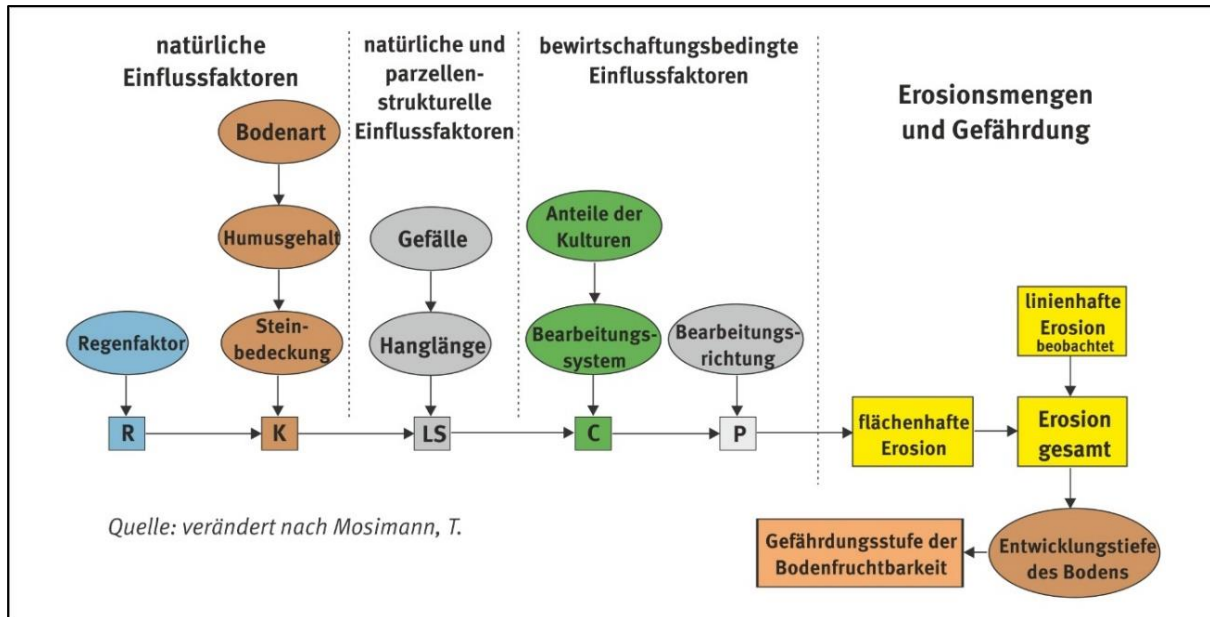 natürliche
Einflussfaktoren
natürliche und
parzellen-
strukturelle
Einflussfaktoren
bewirtschaftungsbedingte
Einflussfaktoren
Erosionsmengen
und Gefährdung
Bodenart
Humusgehalt
Stein-
bedeckung
Regenfaktor
Gefälle
Hanglänge
Anteile der
Kulturen
Bearbeitungs-
system
Bearbeitungs-
richtung
linienhafte
Erosion
beobachtet
R
K
LS
C
P
flächenhafte
Erosion
Erosion
gesamt
Quelle: verändert nach Mosimann, T.
Gefährdungsstufe der
Bodenfruchtbarkeit
Entwicklungstiefe
des Bodens